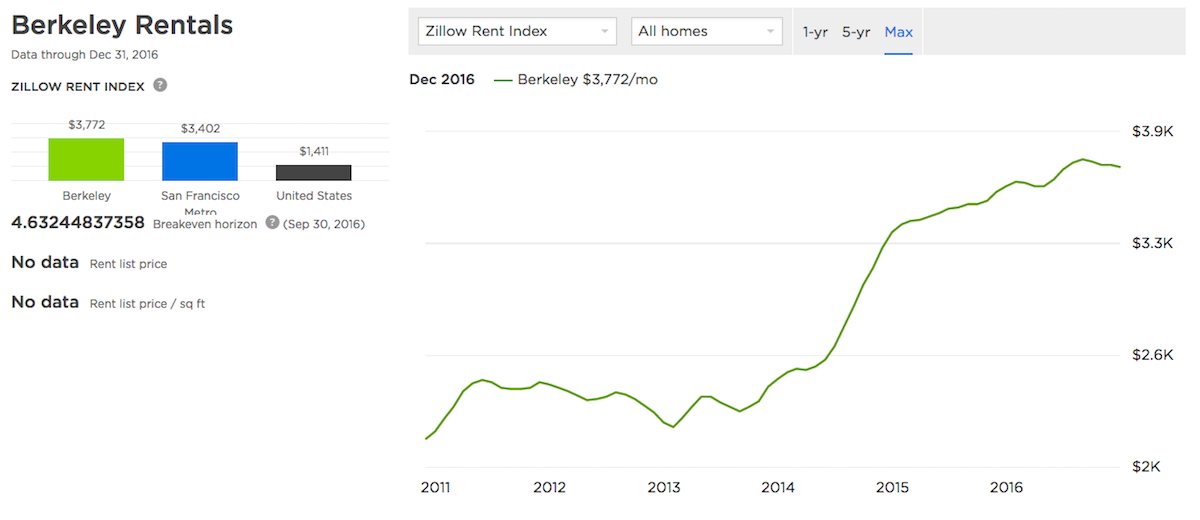 Berkeley Rentals
Data through Dec 31, 2016
ZILLOW RENT INDEX ?
$3,772
$3,402
$1,411
Berkeley
San Francisco
Metro
United States
4.63244837358 Breakeven horizon ? (Sep 30, 2016)
No data Rent list price
No data Rent list price / sq ft
Zillow Rent Index
All homes
1-yr 5-yr Max
Dec 2016 Berkeley $3,772/mo
$3.9K
$3.3K
$2.6K
$2K
2011 2012 2013 2014 2015 2016